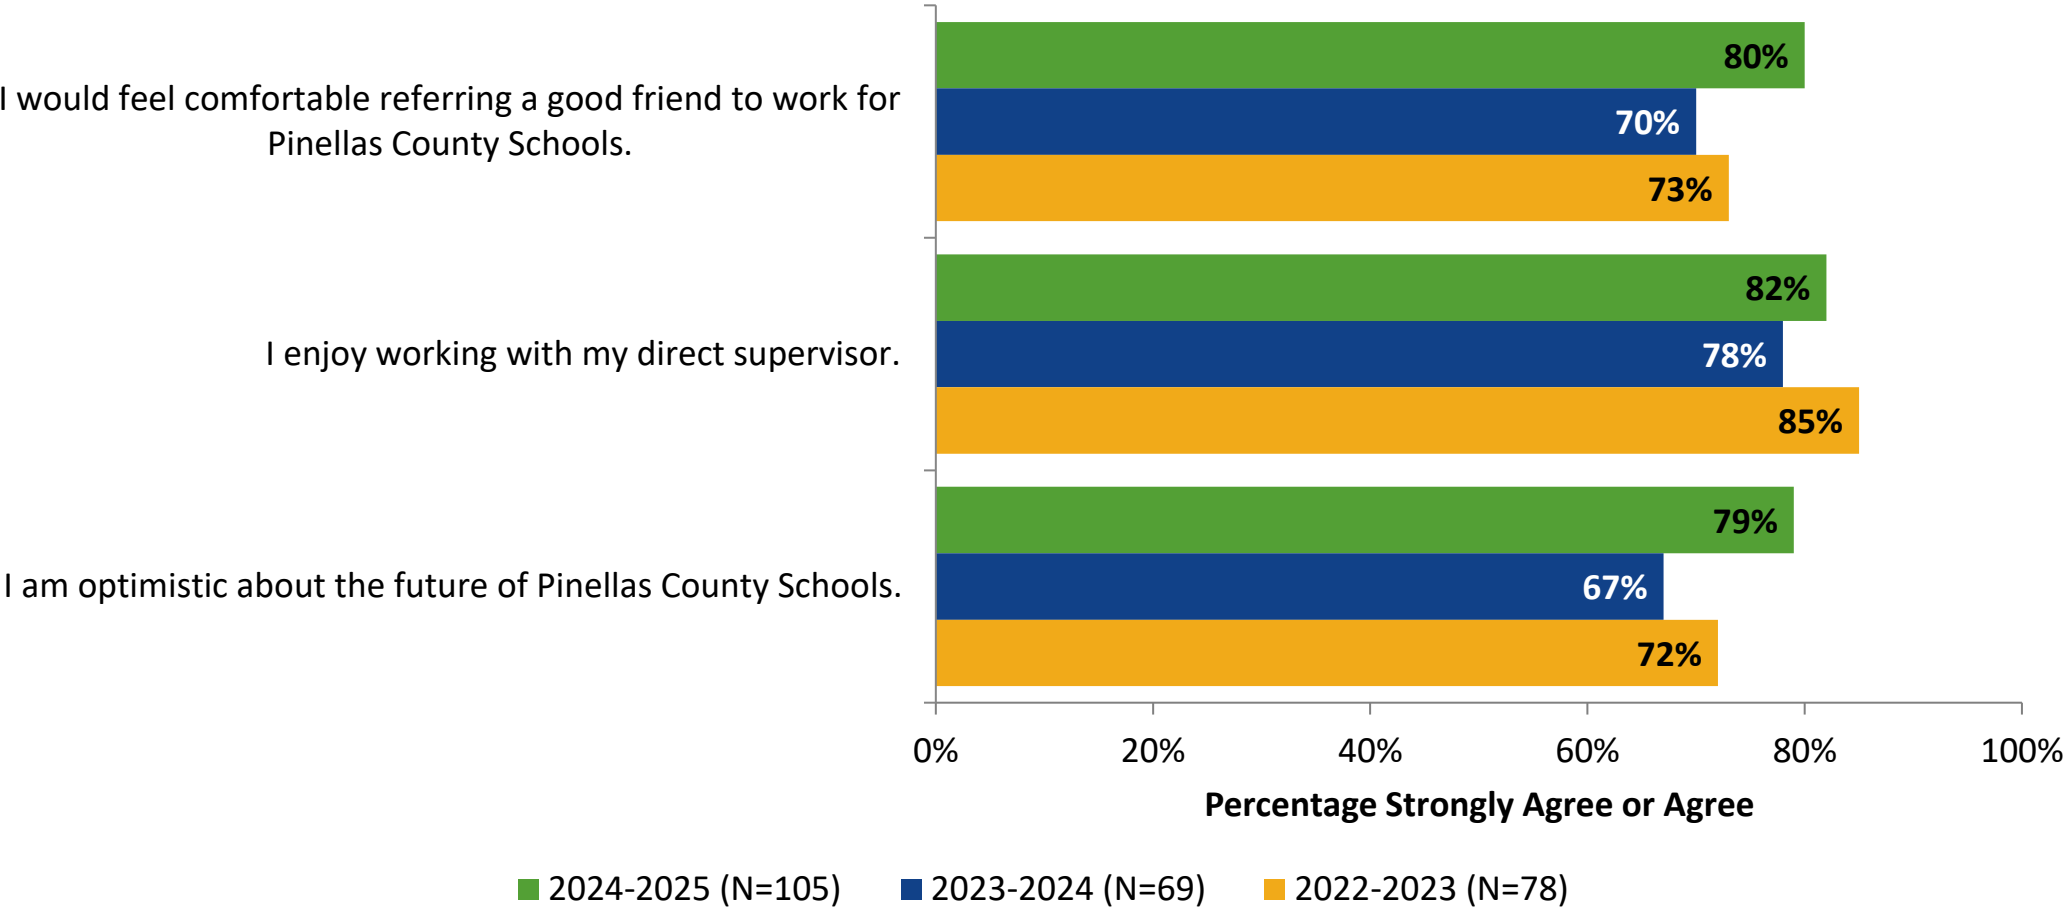 I would feel comfortable referring a good friend to work for
Pinellas County Schools.
80%
70%
73%
I enjoy working with my direct supervisor.
82%
78%
85%
I am optimistic about the future of Pinellas County Schools.
79%
67%
72%
0% 20% 40% 60% 80% 100%
Percentage Strongly Agree or Agree
2024-2025 (N=105) 2023-2024 (N=69) 2022-2023 (N=78)